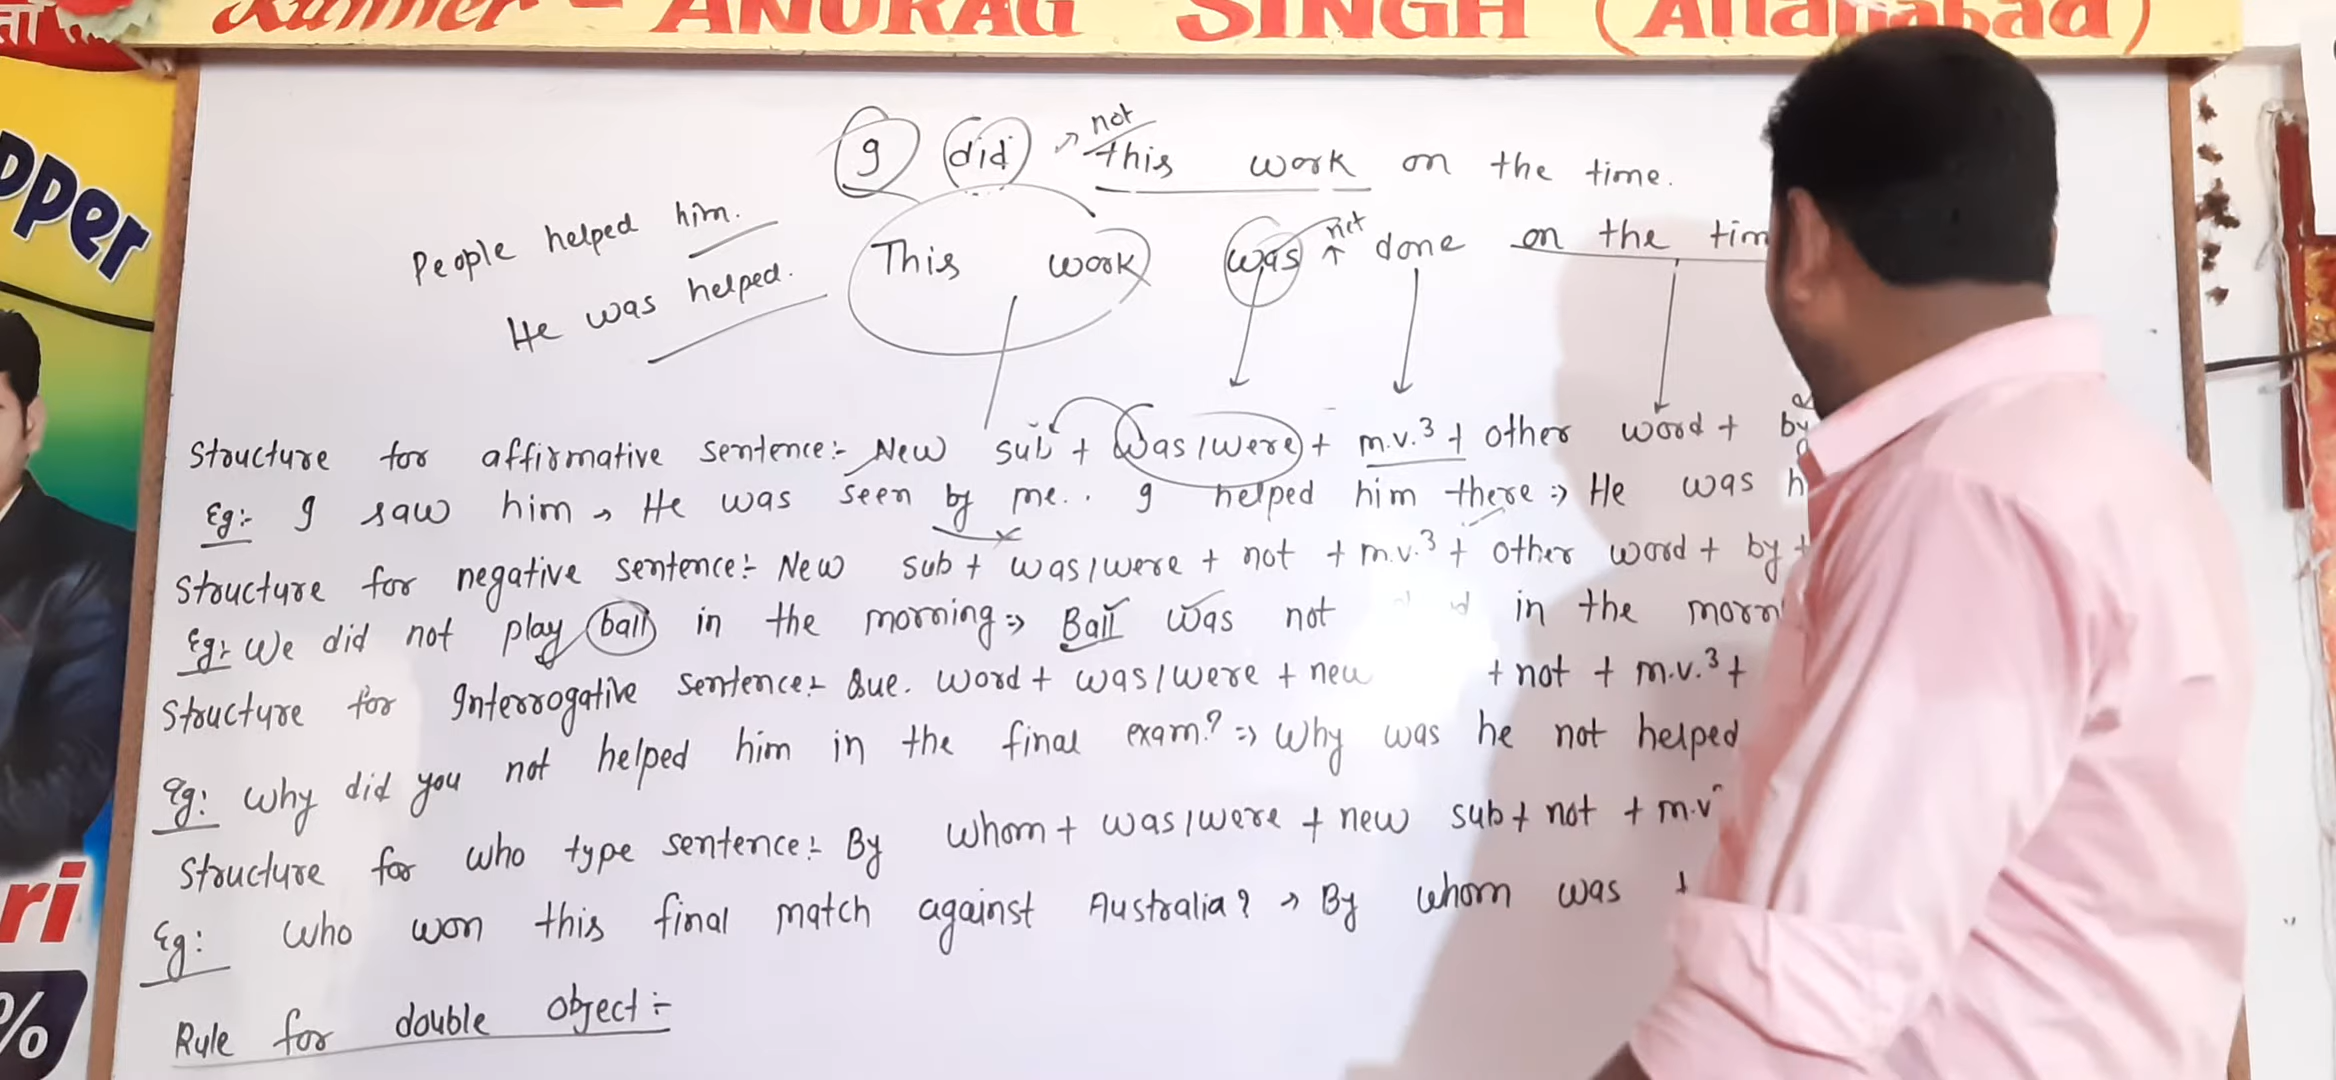 ANURAG SINGH (Allahabad)
pper
I did not this work on the time.
People helped him.
This work was not done on the tim
He was helped.
Structure for affirmative sentence:- New sub + was/were + m.v.3 + other word + by
Eg:- I saw him → He was seen by me.. I helped him there => He was h
Structure for negative sentence:- New sub + was/were + not + m.v.3 + other word + by +
Eg:- We did not play ball in the morning => Ball was not in the morn
Structure for Interrogative sentence:- Que. word + was/were + new + not + m.v.3 +
Eg: Why did you not helped him in the final exam? => Why was he not helped
Structure for who type sentence:- By whom + was/were + new sub + not + m.v
Eg: Who won this final match against Australia? → By whom was
Rule for double object:-
ri
%